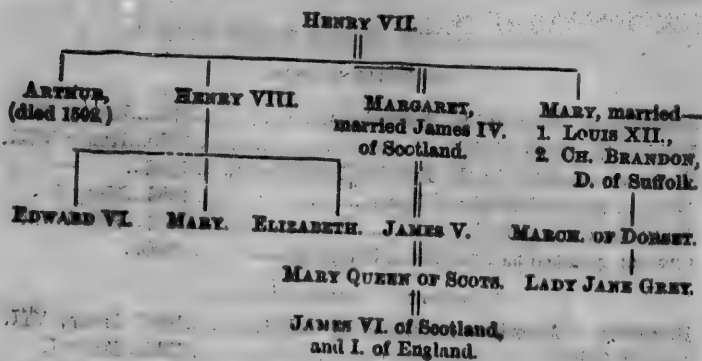 HENRY VII.
ARTHUR,
(died 1502)
HENRY VIII.
MARGARET,
married James IV.
of Scotland.
MARY, married—
1. LOUIS XII.,
2. CH. BRANDON,
D. of Suffolk.
EDWARD VI.
MARY.
ELIZABETH.
JAMES V.
MARCH. OF DORSET.
MARY QUEEN OF SCOTS.
LADY JANE GREY.
JAMES VI. of Scotland,
and I. of England.